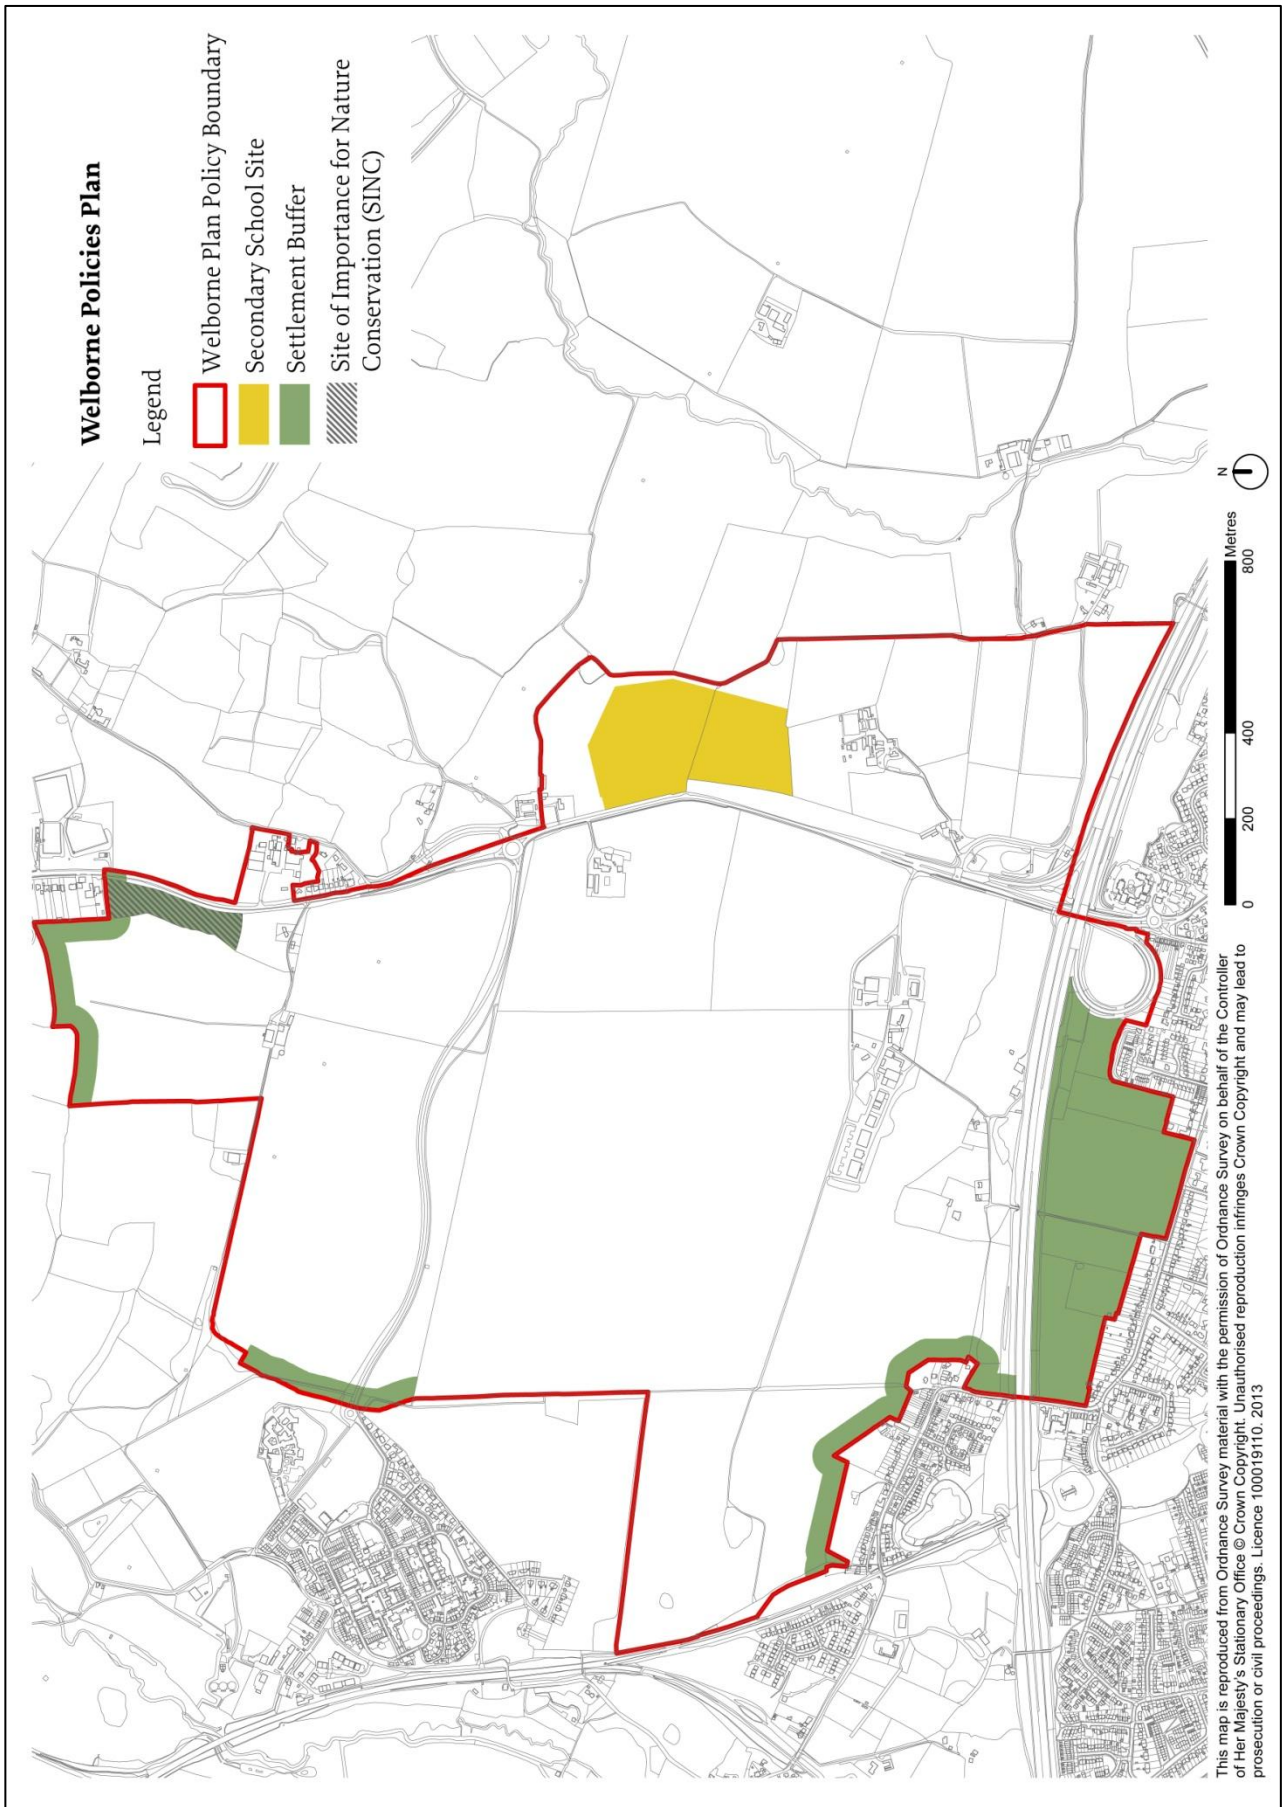 Welborne Policies Plan
Legend
Welborne Plan Policy Boundary
Secondary School Site
Settlement Buffer
Site of Importance for Nature
Conservation (SINC)
N
Metres
0
200
400
800
This map is reproduced from Ordnance Survey material with the permission of Ordnance Survey on behalf of the Controller
of Her Majesty's Stationary Office © Crown Copyright. Unauthorised reproduction infringes Crown Copyright and may lead to
prosecution or civil proceedings. Licence 100019110. 2013